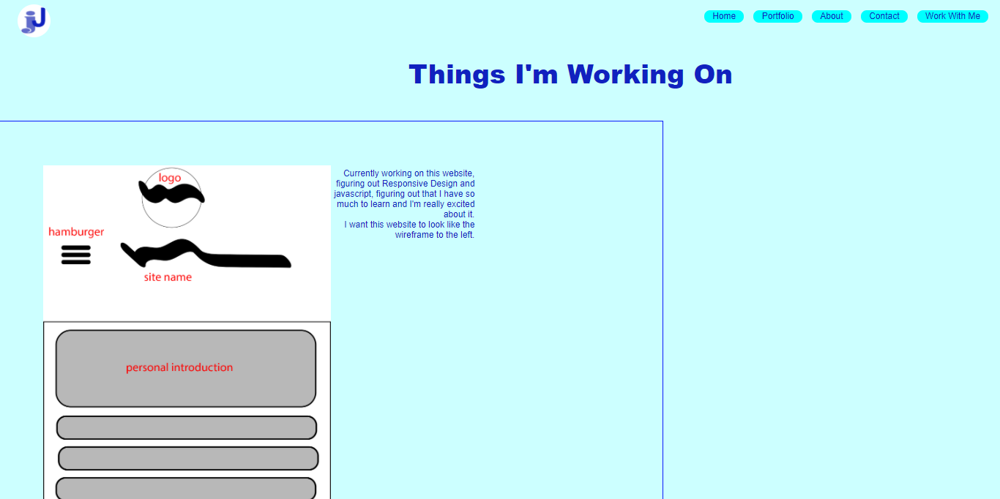 jJ
Home Portfolio About Contact Work With Me
Things I'm Working On
logo
hamburger
site name
personal introduction
Currently working on this website,
figuring out Responsive Design and
javascript, figuring out that I have so
much to learn and I'm really excited
about it.
I want this website to look like the
wireframe to the left.